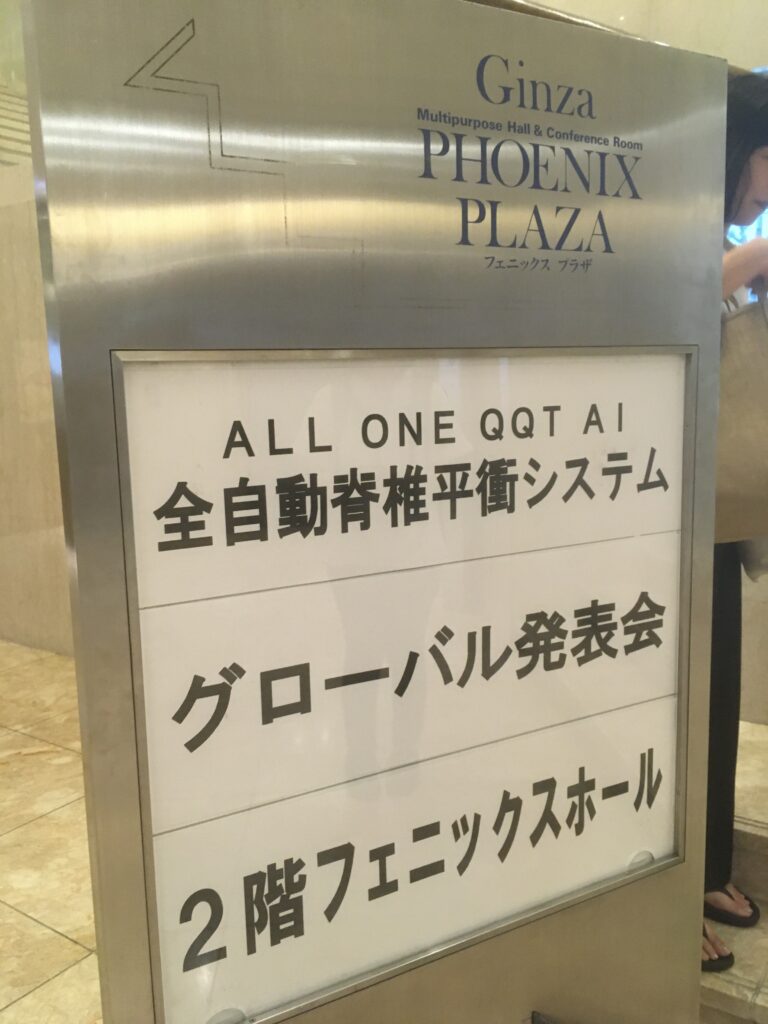 Ginza
Multipurpose Hall & Conference Room
PHOENIX
PLAZA
フェニックス プラザ
ALL ONE QQT AI
全自動脊椎平衡システム
グローバル発表会
2階フェニックスホール